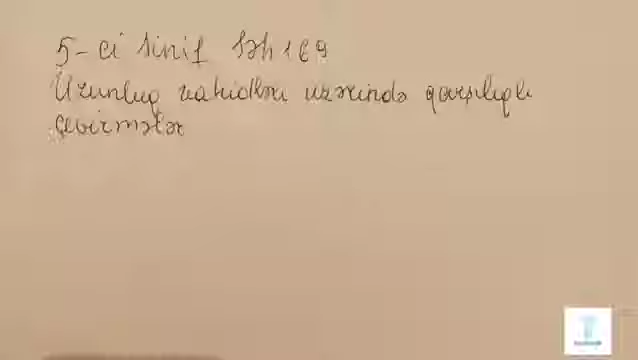 5-ci sinif Səh 169
Uzunluq vahidləri üzərində qarşılıqlı
çevirmələr